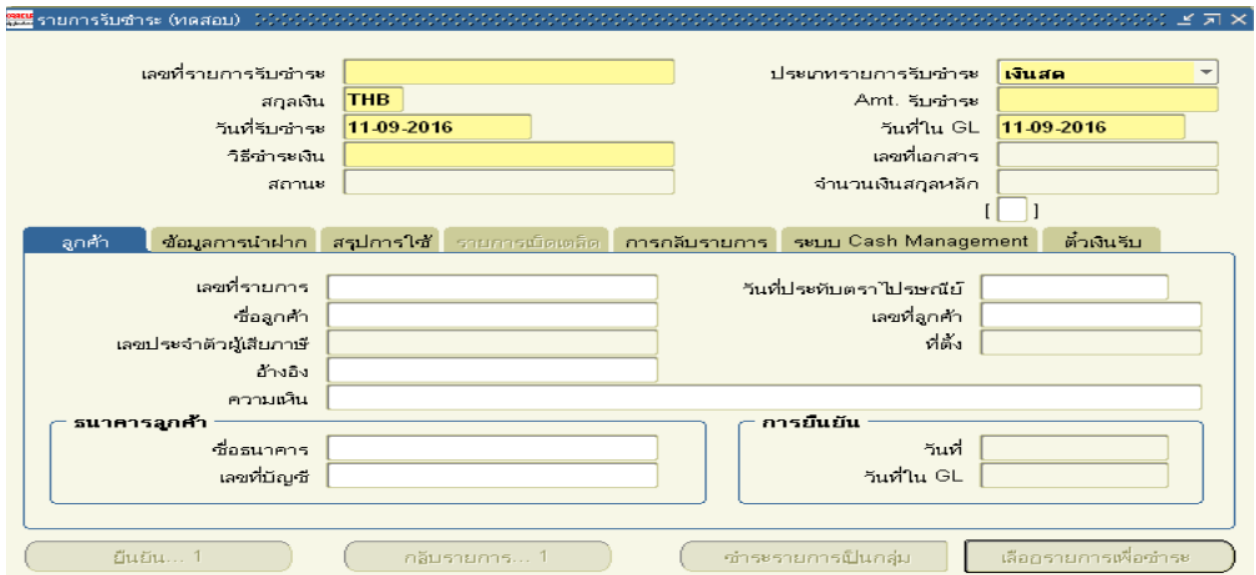 รายการรับชำระ (ทดสอบ)
เลขที่รายการรับชำระ ประเภทรายการรับชำระ เงินสด
สกุลเงิน THB Amt. รับชำระ
วันที่รับชำระ 11-09-2016 วันที่ใน GL 11-09-2016
วิธีชำระเงิน เลขที่เอกสาร
สถานะ จำนวนเงินสกุลหลัก
[ ]
ลูกค้า ข้อมูลการนำฝาก สรุปการใช้ รายการเบ็ดเตล็ด การกลับรายการ ระบบ Cash Management ตั๋วเงินรับ
เลขที่รายการ วันที่ประทับตราไปรษณีย์
ชื่อลูกค้า เลขที่ลูกค้า
เลขประจำตัวผู้เสียภาษี ที่ตั้ง
อ้างอิง
ความเห็น
ธนาคารลูกค้า การยืนยัน
ชื่อธนาคาร วันที่
เลขที่บัญชี วันที่ใน GL
ยืนยัน... 1 กลับรายการ... 1 ชำระรายการเป็นกลุ่ม เลือกรายการเพื่อชำระ